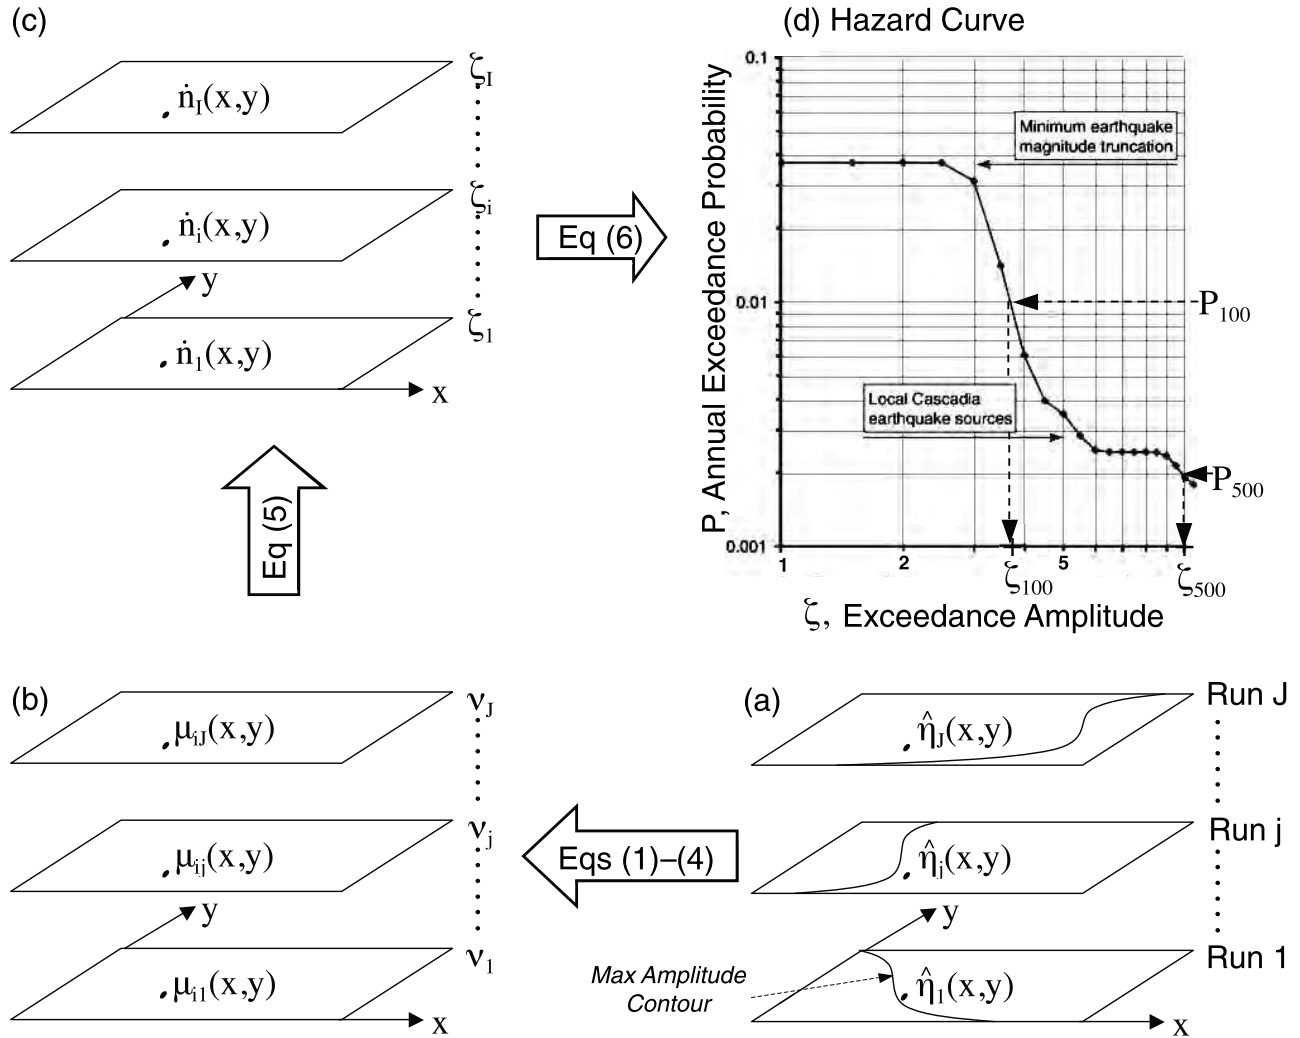 (c)
ζI
ṅI(x,y)
ζi
ṅi(x,y)
y
ζ1
ṅ1(x,y)
x
Eq (6)
(d) Hazard Curve
P, Annual Exceedance Probability
0.1
0.01
0.001
Minimum earthquake
magnitude truncation
P100
Local Cascadia
earthquake sources
P500
1
2
5
ζ100
ζ500
ζ, Exceedance Amplitude
Eq (5)
(b)
νJ
μiJ(x,y)
νj
μij(x,y)
y
ν1
μi1(x,y)
x
Eqs (1)–(4)
(a)
Run J
η̂J(x,y)
Run j
η̂j(x,y)
y
Run 1
Max Amplitude
Contour
η̂1(x,y)
x